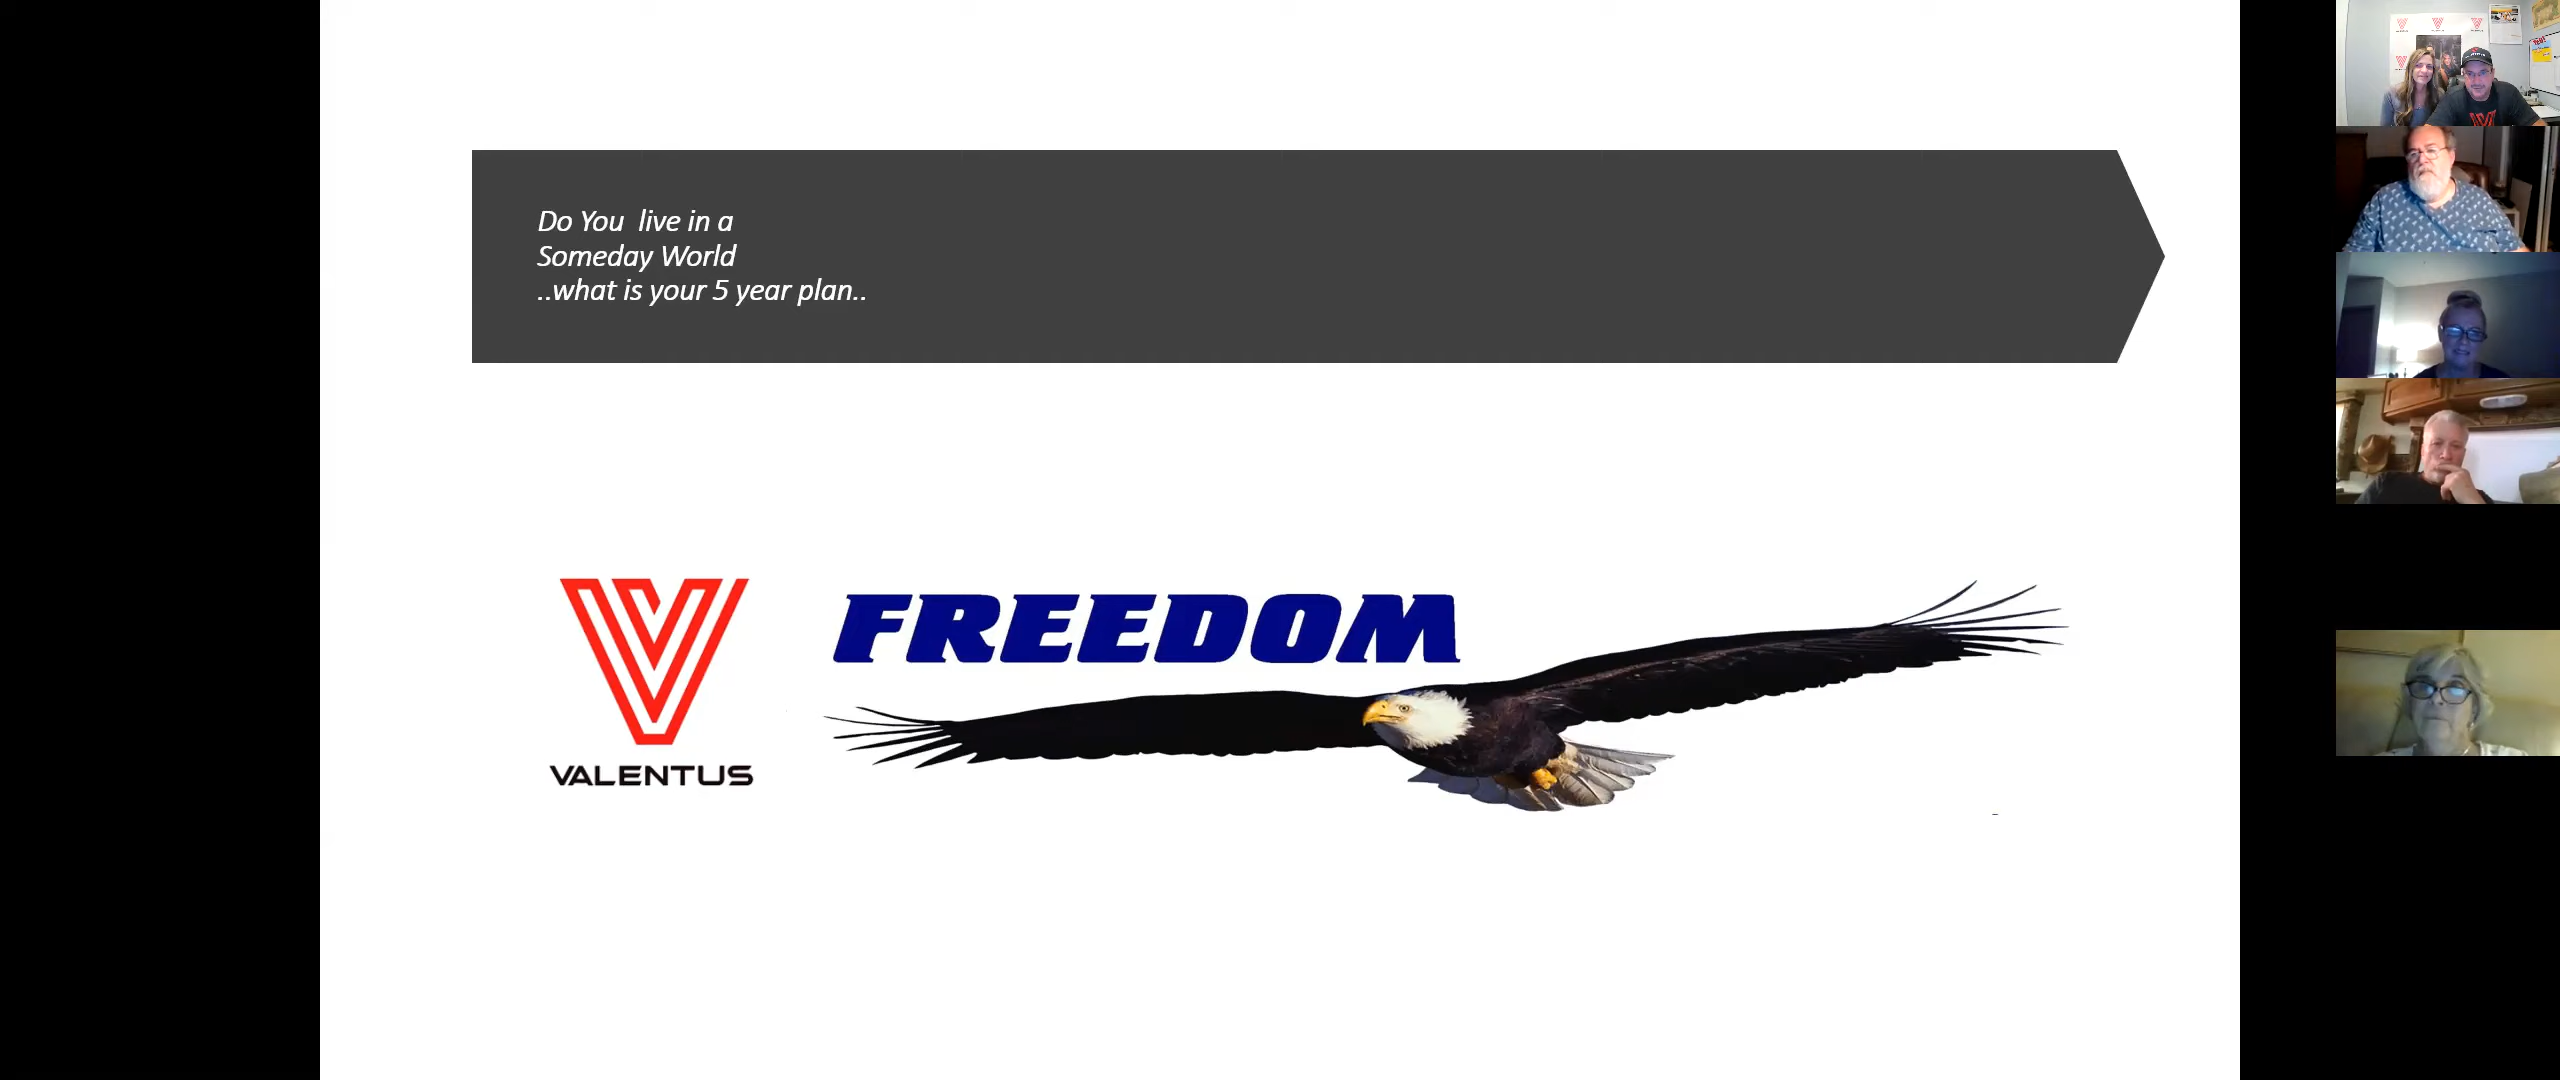 Do You  live in a
Someday World
..what is your 5 year plan..
FREEDOM
VALENTUS